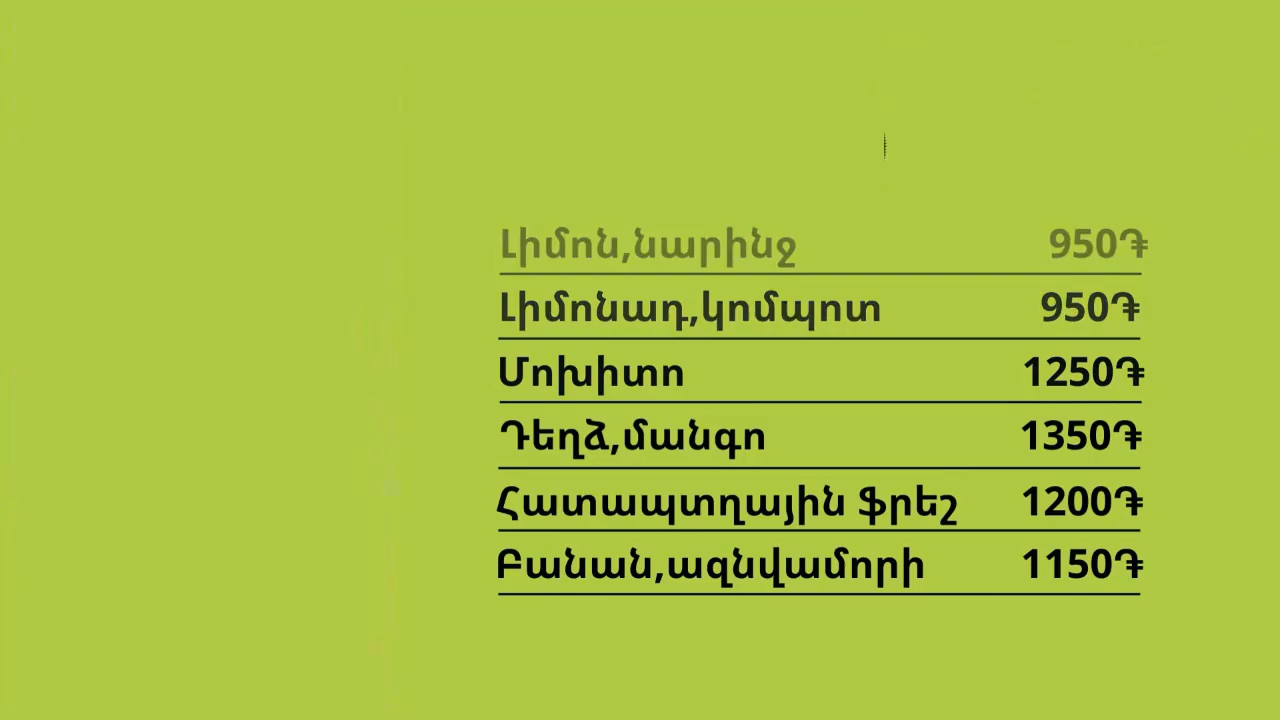 Լիմոն,նարինջ 950֏
Լիմոնադ,կոմպոտ 950֏
Մոխիտո 1250֏
Դեղձ,մանգո 1350֏
Հատապտղային ֆրեշ 1200֏
Բանան,ազնվամորի 1150֏